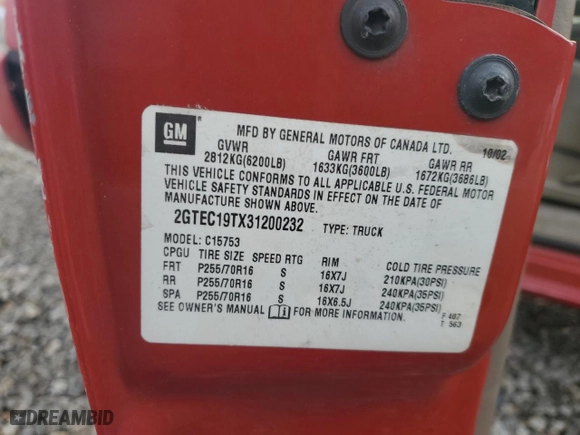 GM
MFD BY GENERAL MOTORS OF CANADA LTD. 10/02
GVWR GAWR FRT GAWR RR
2812KG(6200LB) 1633KG(3600LB) 1672KG(3686LB)
THIS VEHICLE CONFORMS TO ALL APPLICABLE U.S. FEDERAL MOTOR
VEHICLE SAFETY STANDARDS IN EFFECT ON THE DATE OF
MANUFACTURE SHOWN ABOVE.
2GTEC19TX31200232 TYPE: TRUCK
MODEL: C15753
CPGU TIRE SIZE SPEED RTG RIM COLD TIRE PRESSURE
FRT P255/70R16 S 16X7J 210KPA(30PSI)
RR P255/70R16 S 16X7J 240KPA(35PSI)
SPA P255/70R16 S 16X6.5J 240KPA(35PSI)
SEE OWNER'S MANUAL FOR MORE INFORMATION.
T 563
DREAMBID